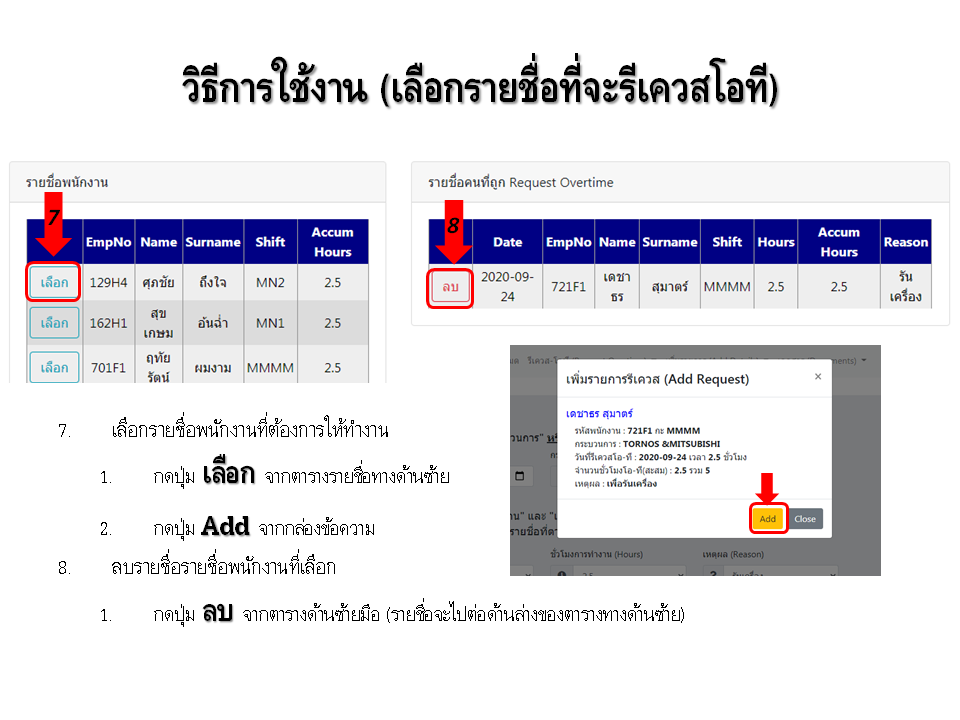 วิธีการใช้งาน (เลือกรายชื่อที่จะรีเควสโอที)
รายชื่อพนักงาน
7
EmpNo Name Surname Shift Accum Hours
เลือก 129H4 ศุภชัย ถึงใจ MN2 2.5
เลือก 162H1 สุขเกษม อ้นฉ่ำ MN1 2.5
เลือก 701F1 ฤทัยรัตน์ ผมงาม MMMM 2.5
รายชื่อคนที่ถูก Request Overtime
8
Date EmpNo Name Surname Shift Hours Accum Hours Reason
ลบ 2020-09-24 721F1 เดชาธร สุมาตร์ MMMM 2.5 2.5 รันเครื่อง
เพิ่มรายการรีเควส (Add Request) ×
เดชาธร สุมาตร์
รหัสพนักงาน : 721F1 กะ MMMM
กระบวนการ : TORNOS &MITSUBISHI
วันที่รีเควสโอ-ที : 2020-09-24 เวลา 2.5 ชั่วโมง
จำนวนชั่วโมงโอ-ที(สะสม) : 2.5 รวม 5
เหตุผล : เพื่อรันเครื่อง
Add Close
ชั่วโมงการทำงาน (Hours) เหตุผล (Reason)
2.5 รันเครื่อง
7. เลือกรายชื่อพนักงานที่ต้องการให้ทำงาน
1. กดปุ่ม เลือก จากตารางรายชื่อทางด้านซ้าย
2. กดปุ่ม Add จากกล่องข้อความ
8. ลบรายชื่อรายชื่อพนักงานที่เลือก
1. กดปุ่ม ลบ จากตารางด้านซ้ายมือ (รายชื่อจะไปต่อด้านล่างของตารางทางด้านซ้าย)